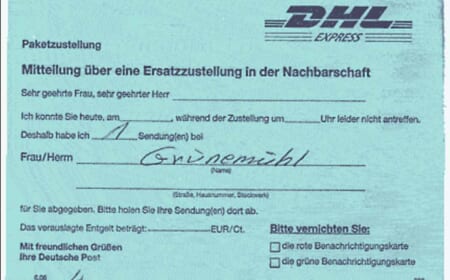 DHL
EXPRESS
Paketzustellung
Mitteilung über eine Ersatzzustellung in der Nachbarschaft
Sehr geehrte Frau, sehr geehrter Herr
Ich konnte Sie heute, am, während der Zustellung um Uhr leider nicht antreffen.
Deshalb habe ich 1 Sendung(en) bei
Frau/Herrn Grünemühl
(Name)
(Straße, Hausnummer, Stockwerk)
für Sie abgegeben. Bitte holen Sie Ihre Sendung(en) dort ab.
Das verauslagte Entgelt beträgt: EUR/Ct.
Bitte vernichten Sie:
Mit freundlichen Grüßen
die rote Benachrichtigungskarte
Ihre Deutsche Post
die grüne Benachrichtigungskarte